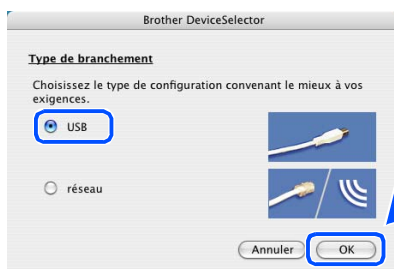 Brother DeviceSelector
Type de branchement
Choisissez le type de configuration convenant le mieux à vos
exigences.
USB
réseau
Annuler OK